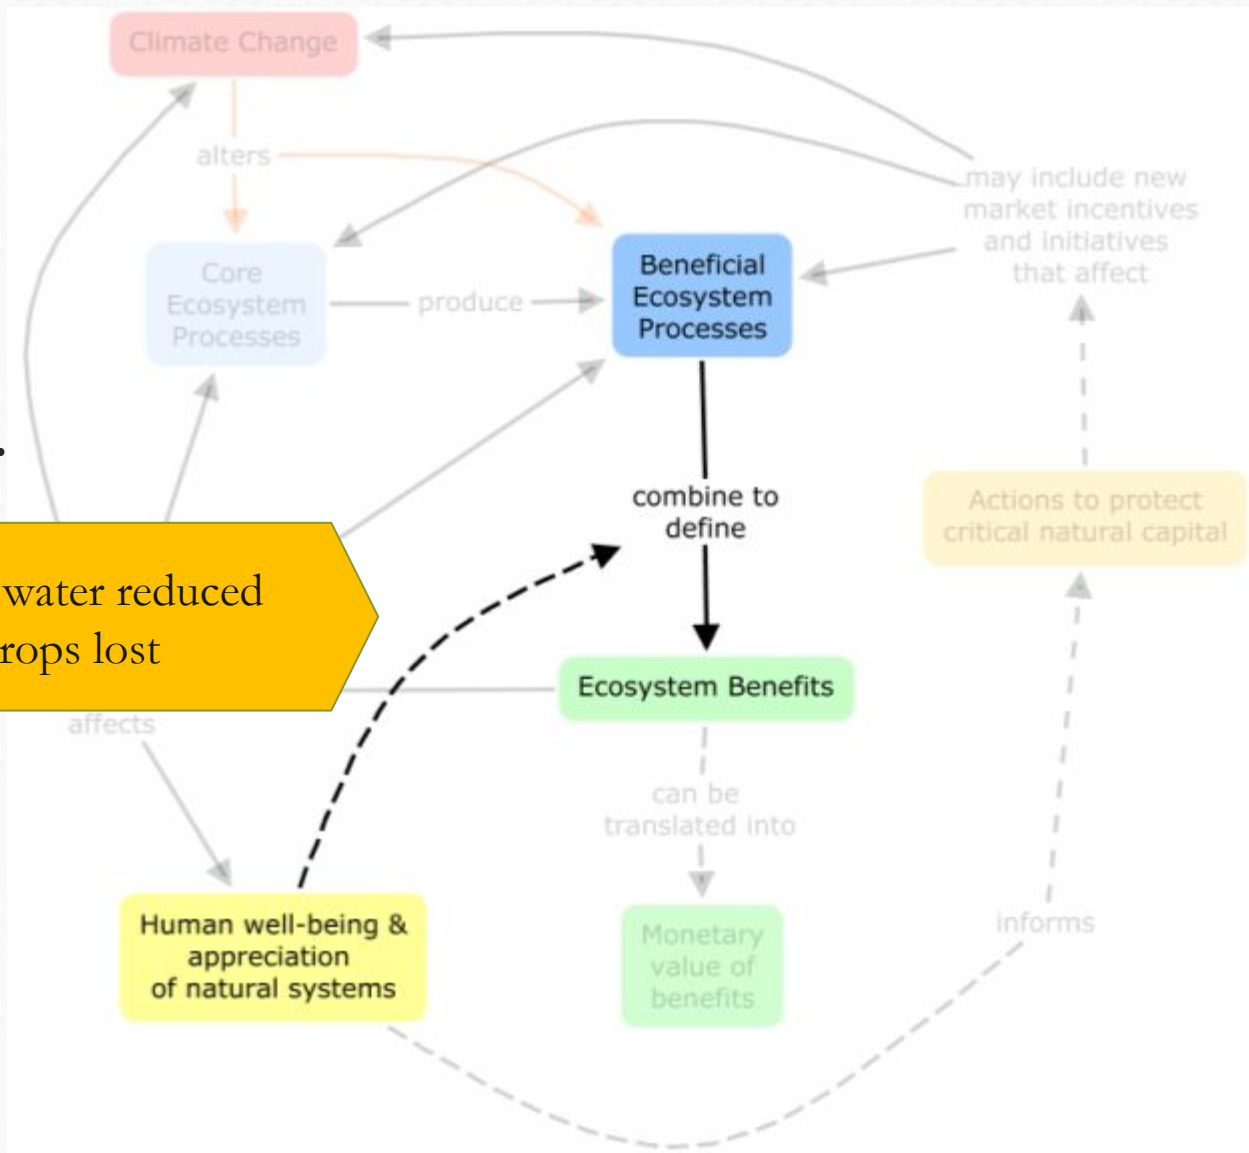 Climate Change
alters
may include new
market incentives
and initiatives
that affect
Core
Ecosystem
Processes
produce
Beneficial
Ecosystem
Processes
.
combine to
define
Actions to protect
critical natural capital
water reduced
rops lost
Ecosystem Benefits
affects
can be
translated into
Human well-being &
appreciation
of natural systems
Monetary
value of
benefits
informs